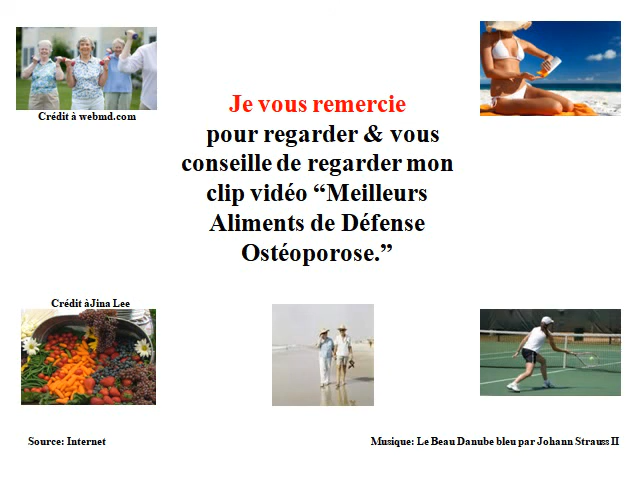 Crédit à webmd.com
Je vous remercie
pour regarder & vous
conseille de regarder mon
clip vidéo “Meilleurs
Aliments de Défense
Ostéoporose.”
Crédit àJina Lee
Source: Internet
Musique: Le Beau Danube bleu par Johann Strauss II